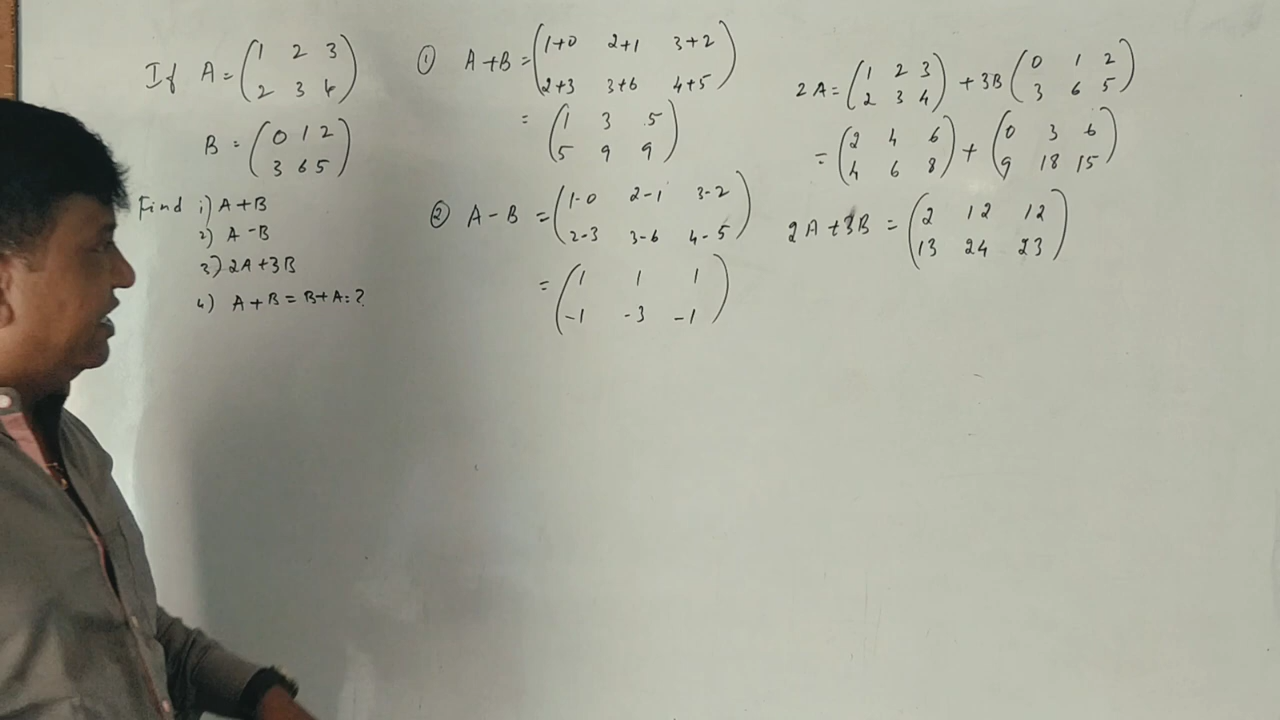 If A = (1 2 3
2 3 4)
B = (0 1 2
3 6 5)
Find 1) A+B
2) A-B
3) 2A+3B
4) A+B = B+A = ?
① A+B = (1+0 2+1 3+2
2+3 3+6 4+5)
= (1 3 5
5 9 9)
② A-B = (1-0 2-1 3-2
2-3 3-6 4-5)
= (1 1 1
-1 -3 -1)
2A = (1 2 3
2 3 4) + 3B (0 1 2
3 6 5)
= (2 4 6
4 6 8) + (0 3 6
9 18 15)
2A+3B = (2 12 12
13 24 23)